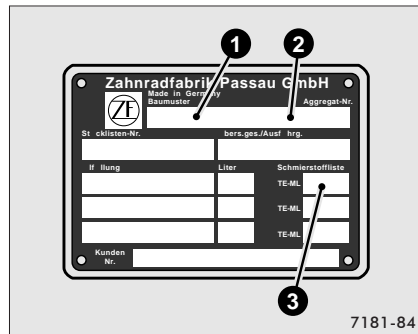 1 2
Zahnradfabrik Passau GmbH
Made in Germany
Baumuster Aggregat-Nr.
ZF
St cklisten-Nr. bers.ges./Ausf hrg.
lf llung Liter Schmierstoffliste
TE-ML
TE-ML
TE-ML
Kunden
Nr.
3
7181-84